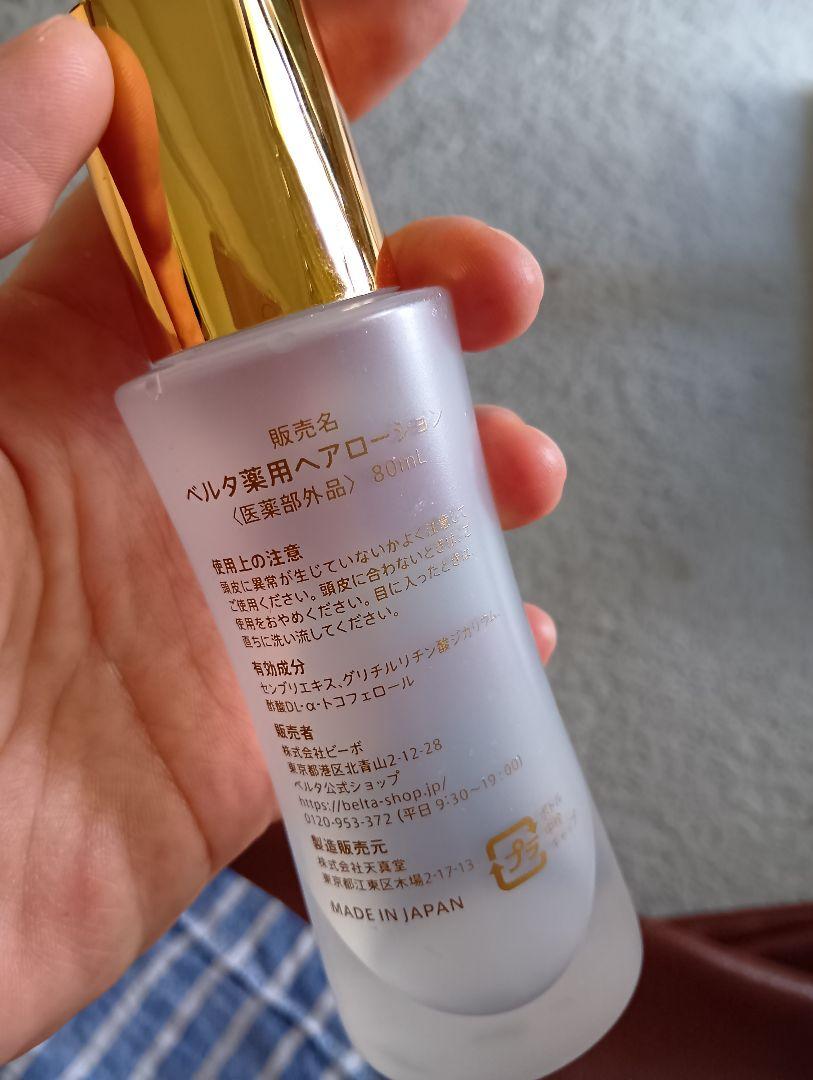 販売名
ベルタ薬用ヘアローション
〈医薬部外品〉 80mL
使用上の注意
頭皮に異常が生じていないかよく注意して
ご使用ください。頭皮に合わないときは、ご
使用をおやめください。目に入ったときは、
直ちに洗い流してください。
有効成分
センブリエキス、グリチルリチン酸ジカリウム、
酢酸DL-α-トコフェロール
販売者
株式会社ビーボ
東京都港区北青山2-12-28
ベルタ公式ショップ
https://belta-shop.jp/
0120-953-372 (平日 9:30〜19:00)
製造販売元
株式会社天真堂
東京都江東区木場2-17-13
MADE IN JAPAN
プラ
ボトル
キャップ